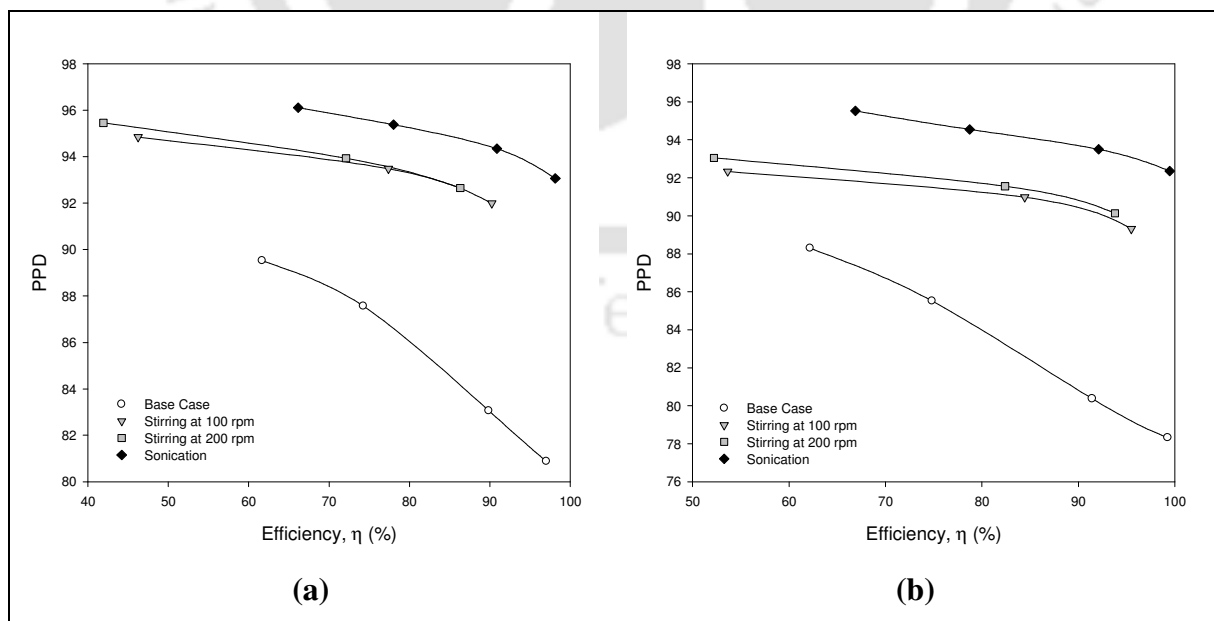 98
96
94
92
90
88
86
84
82
80
PPD
40 50 60 70 80 90 100
Efficiency, η (%)
Base Case
Stirring at 100 rpm
Stirring at 200 rpm
Sonication
(a)
98
96
94
92
90
88
86
84
82
80
78
76
PPD
50 60 70 80 90 100
Efficiency, η (%)
Base Case
Stirring at 100 rpm
Stirring at 200 rpm
Sonication
(b)